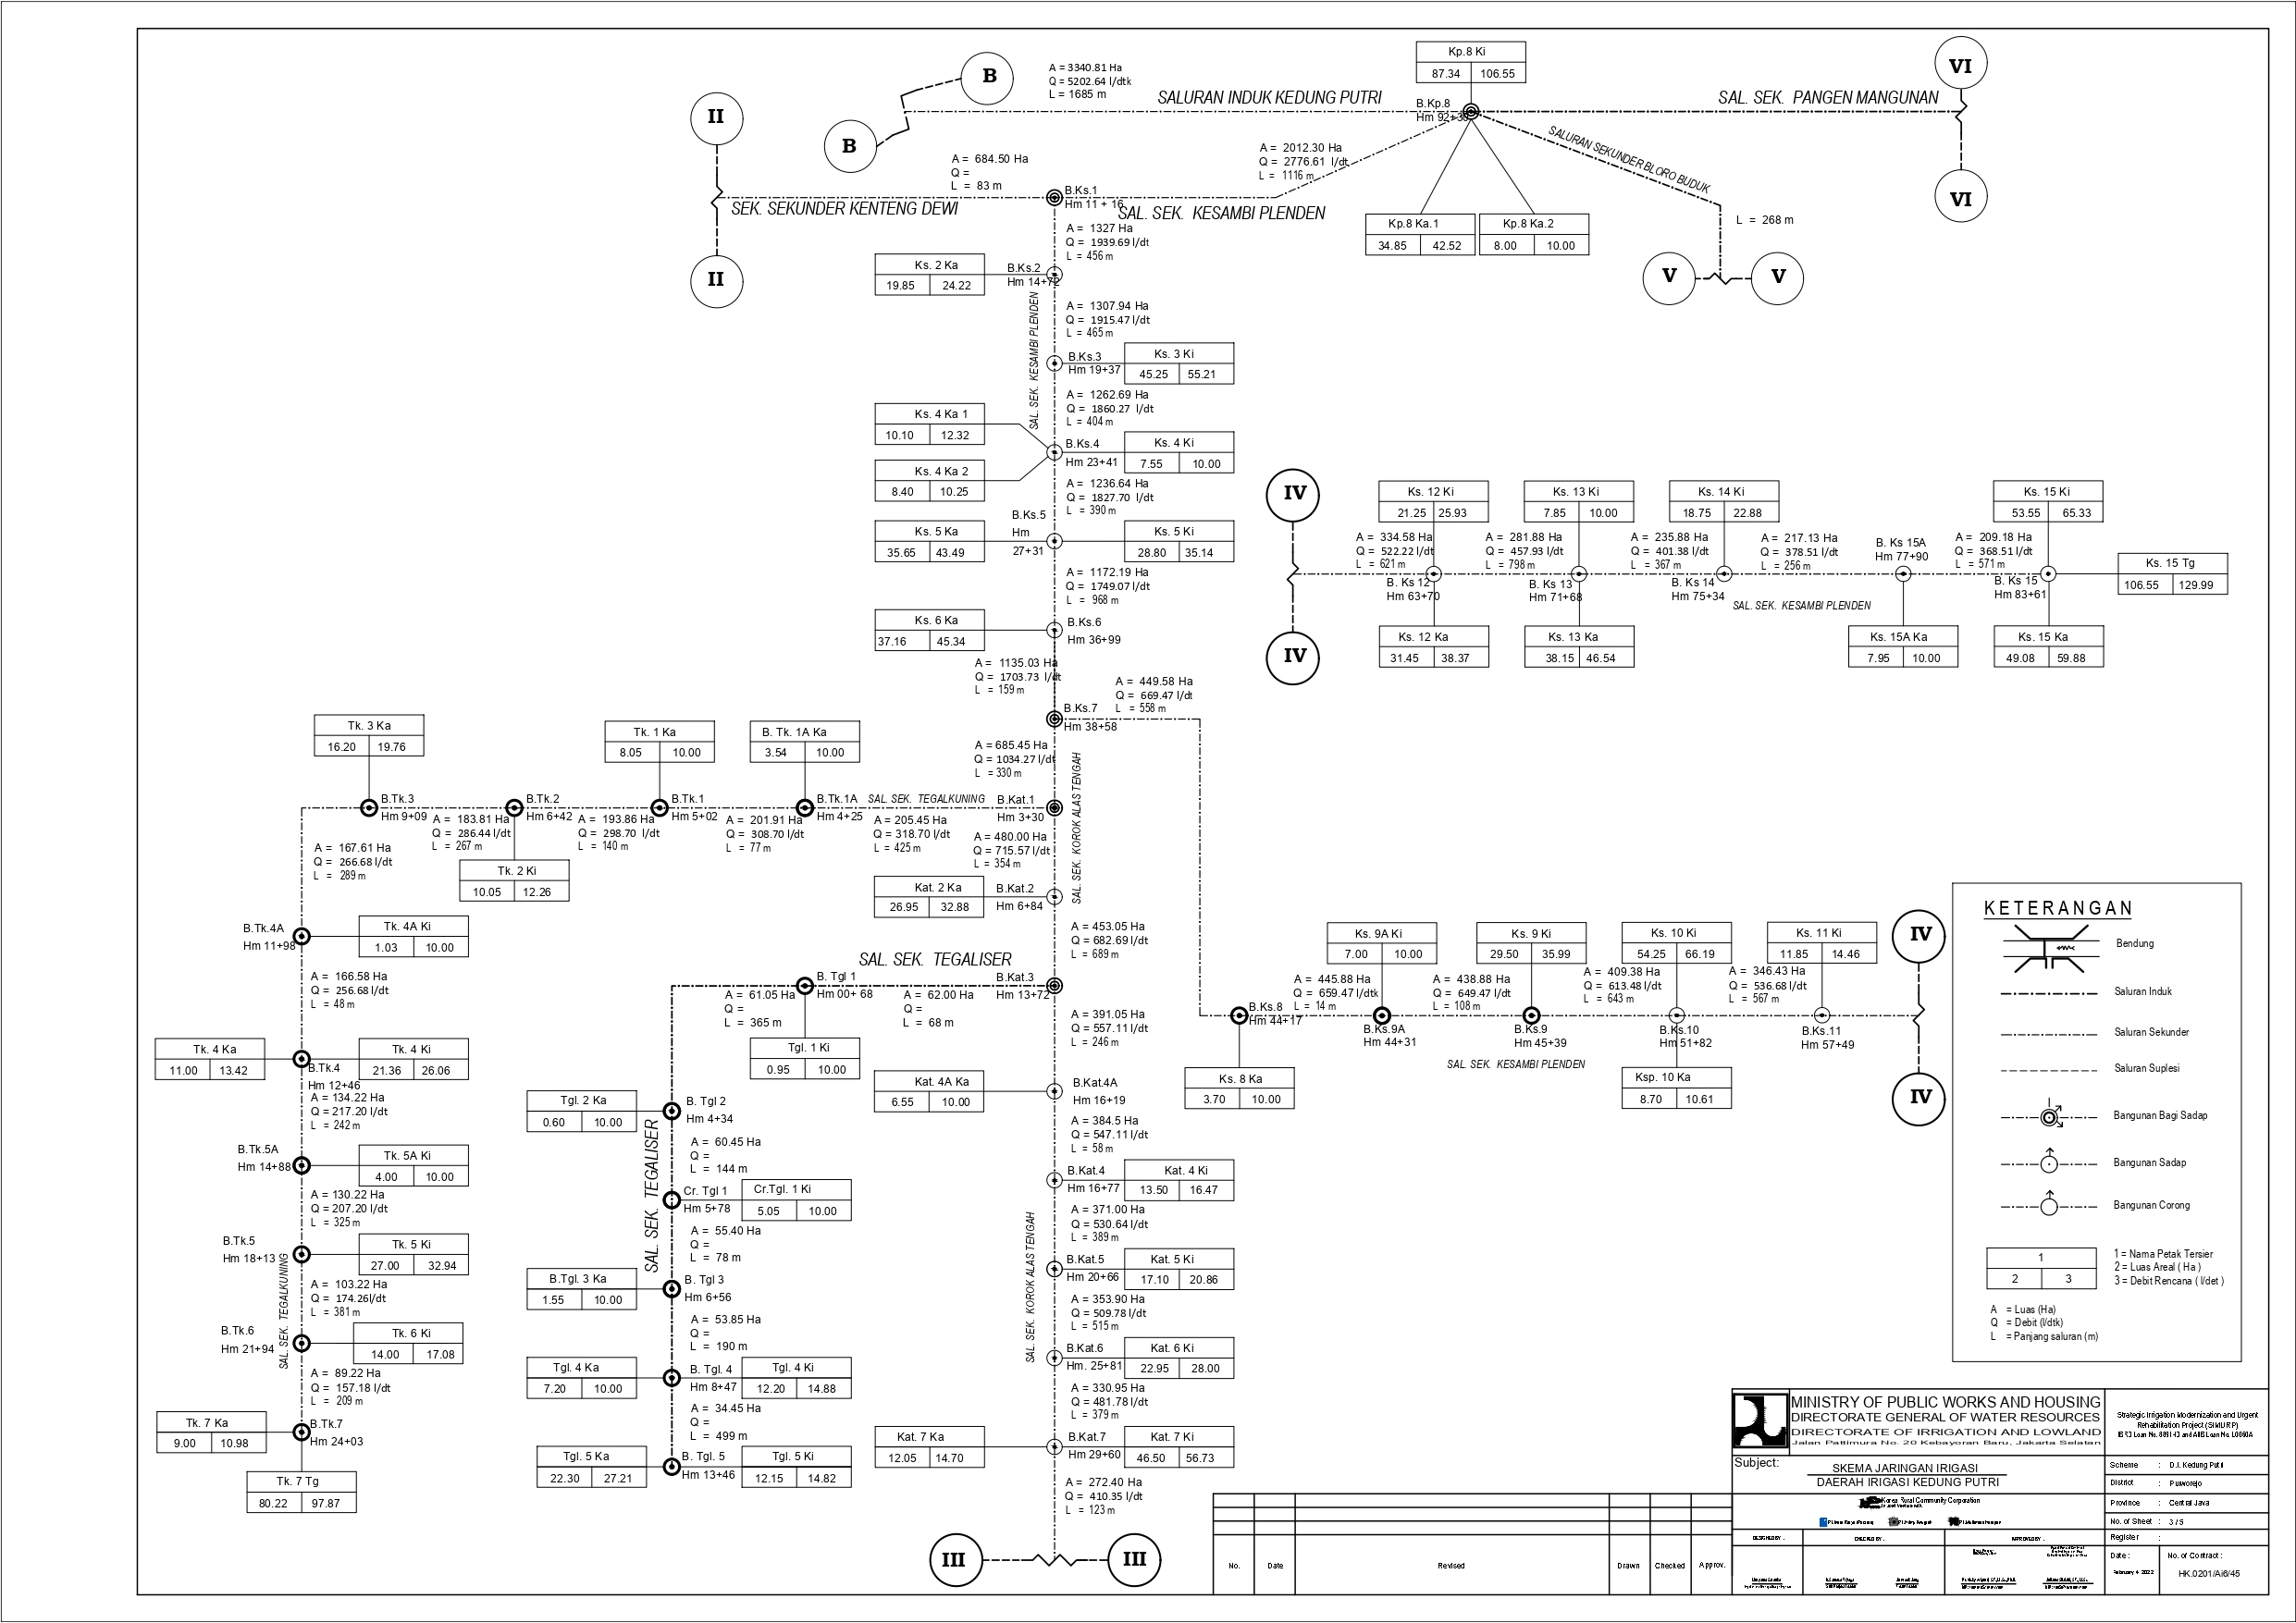 B
B
II
II
A = 3340.81 Ha
Q = 5202.64 l/dtk
L = 1685 m
SALURAN INDUK KEDUNG PUTRI
Kp.8 Ki
87.34 106.55
B.Kp.8
Hm 92+30
SAL. SEK. PANGEN MANGUNAN
VI
VI
SALURAN SEKUNDER BLORO BUDUK
L = 268 m
V V
Kp.8 Ka.1
34.85 42.52
Kp.8 Ka.2
8.00 10.00
A = 2012.30 Ha
Q = 2776.61 l/dt
L = 1116 m
A = 684.50 Ha
Q =
L = 83 m
SEK. SEKUNDER KENTENG DEWI
B.Ks.1
Hm 11 + 16
SAL. SEK. KESAMBI PLENDEN
A = 1327 Ha
Q = 1939.69 l/dt
L = 456 m
Ks. 2 Ka
19.85 24.22
B.Ks.2
Hm 14+72
SAL. SEK. KESAMBI PLENDEN
A = 1307.94 Ha
Q = 1915.47 l/dt
L = 465 m
B.Ks.3
Hm 19+37
Ks. 3 Ki
45.25 55.21
A = 1262.69 Ha
Q = 1860.27 l/dt
L = 404 m
Ks. 4 Ka 1
10.10 12.32
Ks. 4 Ka 2
8.40 10.25
B.Ks.4
Hm 23+41
Ks. 4 Ki
7.55 10.00
A = 1236.64 Ha
Q = 1827.70 l/dt
L = 390 m
Ks. 5 Ka
35.65 43.49
B.Ks.5
Hm
27+31
Ks. 5 Ki
28.80 35.14
A = 1172.19 Ha
Q = 1749.07 l/dt
L = 968 m
Ks. 6 Ka
37.16 45.34
B.Ks.6
Hm 36+99
A = 1135.03 Ha
Q = 1703.73 l/dt
L = 159 m
B.Ks.7
Hm 38+58
A = 449.58 Ha
Q = 669.47 l/dt
L = 558 m
IV
IV
Ks. 12 Ki
21.25 25.93
Ks. 13 Ki
7.85 10.00
Ks. 14 Ki
18.75 22.88
Ks. 15 Ki
53.55 65.33
A = 334.58 Ha
Q = 522.22 l/dt
L = 621 m
A = 281.88 Ha
Q = 457.93 l/dt
L = 798 m
A = 235.88 Ha
Q = 401.38 l/dt
L = 367 m
A = 217.13 Ha
Q = 378.51 l/dt
L = 256 m
B. Ks 15A
Hm 77+90
A = 209.18 Ha
Q = 368.51 l/dt
L = 571 m
Ks. 15 Tg
106.55 129.99
B. Ks 12
Hm 63+70
B. Ks 13
Hm 71+68
B. Ks 14
Hm 75+34
B. Ks 15
Hm 83+61
SAL. SEK. KESAMBI PLENDEN
Ks. 12 Ka
31.45 38.37
Ks. 13 Ka
38.15 46.54
Ks. 15A Ka
7.95 10.00
Ks. 15 Ka
49.08 59.88
A = 685.45 Ha
Q = 1034.27 l/dt
L = 330 m
SAL. SEK. KOROK ALAS TENGAH
Tk. 3 Ka
16.20 19.76
Tk. 1 Ka
8.05 10.00
B. Tk. 1A Ka
3.54 10.00
B.Tk.3
Hm 9+09
B.Tk.2
Hm 6+42
B.Tk.1
Hm 5+02
B.Tk.1A
Hm 4+25
SAL. SEK. TEGALKUNING
B.Kat.1
Hm 3+30
A = 183.81 Ha
Q = 286.44 l/dt
L = 267 m
A = 193.86 Ha
Q = 298.70 l/dt
L = 140 m
A = 201.91 Ha
Q = 308.70 l/dt
L = 77 m
A = 205.45 Ha
Q = 318.70 l/dt
L = 425 m
A = 480.00 Ha
Q = 715.57 l/dt
L = 354 m
A = 167.61 Ha
Q = 266.68 l/dt
L = 289 m
Tk. 2 Ki
10.05 12.26
Kat. 2 Ka
26.95 32.88
B.Kat.2
Hm 6+84
A = 453.05 Ha
Q = 682.69 l/dt
L = 689 m
B.Tk.4A
Hm 11+98
Tk. 4A Ki
1.03 10.00
A = 166.58 Ha
Q = 256.68 l/dt
L = 48 m
Tk. 4 Ka
11.00 13.42
Tk. 4 Ki
21.36 26.06
B.Tk.4
Hm 12+46
A = 134.22 Ha
Q = 217.20 l/dt
L = 242 m
B.Tk.5A
Hm 14+88
Tk. 5A Ki
4.00 10.00
A = 130.22 Ha
Q = 207.20 l/dt
L = 325 m
B.Tk.5
Hm 18+13
Tk. 5 Ki
27.00 32.94
SAL. SEK. TEGALKUNING
A = 103.22 Ha
Q = 174.26l/dt
L = 381 m
B.Tk.6
Hm 21+94
Tk. 6 Ki
14.00 17.08
A = 89.22 Ha
Q = 157.18 l/dt
L = 209 m
Tk. 7 Ka
9.00 10.98
B.Tk.7
Hm 24+03
Tk. 7 Tg
80.22 97.87
SAL. SEK. TEGALISER
B. Tgl 1
Hm 00+ 68
B.Kat.3
Hm 13+72
A = 61.05 Ha
Q =
L = 365 m
A = 62.00 Ha
Q =
L = 68 m
Tgl. 1 Ki
0.95 10.00
Tgl. 2 Ka
0.60 10.00
B. Tgl 2
Hm 4+34
SAL. SEK. TEGALISER
A = 60.45 Ha
Q =
L = 144 m
Cr. Tgl 1
Hm 5+78
Cr.Tgl. 1 Ki
5.05 10.00
A = 55.40 Ha
Q =
L = 78 m
B.Tgl. 3 Ka
1.55 10.00
B. Tgl 3
Hm 6+56
A = 53.85 Ha
Q =
L = 190 m
Tgl. 4 Ka
7.20 10.00
B. Tgl. 4
Hm 8+47
Tgl. 4 Ki
12.20 14.88
A = 34.45 Ha
Q =
L = 499 m
Tgl. 5 Ka
22.30 27.21
B. Tgl. 5
Hm 13+46
Tgl. 5 Ki
12.15 14.82
A = 391.05 Ha
Q = 557.11 l/dt
L = 246 m
Kat. 4A Ka
6.55 10.00
B.Kat.4A
Hm 16+19
A = 384.5 Ha
Q = 547.11 l/dt
L = 58 m
B.Kat.4
Hm 16+77
Kat. 4 Ki
13.50 16.47
A = 371.00 Ha
Q = 530.64 l/dt
L = 389 m
SAL. SEK. KOROK ALAS TENGAH
B.Kat.5
Hm 20+66
Kat. 5 Ki
17.10 20.86
A = 353.90 Ha
Q = 509.78 l/dt
L = 515 m
B.Kat.6
Hm. 25+81
Kat. 6 Ki
22.95 28.00
A = 330.95 Ha
Q = 481.78 l/dt
L = 379 m
Kat. 7 Ka
12.05 14.70
B.Kat.7
Hm 29+60
Kat. 7 Ki
46.50 56.73
A = 272.40 Ha
Q = 410.35 l/dt
L = 123 m
III III
Ks. 9A Ki
7.00 10.00
Ks. 9 Ki
29.50 35.99
Ks. 10 Ki
54.25 66.19
Ks. 11 Ki
11.85 14.46
IV
IV
A = 445.88 Ha
Q = 659.47 l/dtk
L = 14 m
A = 438.88 Ha
Q = 649.47 l/dt
L = 108 m
A = 409.38 Ha
Q = 613.48 l/dt
L = 643 m
A = 346.43 Ha
Q = 536.68 l/dt
L = 567 m
B.Ks.8
Hm 44+17
B.Ks.9A
Hm 44+31
B.Ks.9
Hm 45+39
B.Ks.10
Hm 51+82
B.Ks.11
Hm 57+49
SAL. SEK. KESAMBI PLENDEN
Ks. 8 Ka
3.70 10.00
Ksp. 10 Ka
8.70 10.61
KETERANGAN
Bendung
Saluran Induk
Saluran Sekunder
Saluran Suplesi
Bangunan Bagi Sadap
Bangunan Sadap
Bangunan Corong
1
2 3
1 = Nama Petak Tersier
2 = Luas Areal ( Ha )
3 = Debit Rencana ( l/det )
A = Luas (Ha)
Q = Debit (l/dtk)
L = Panjang saluran (m)
MINISTRY OF PUBLIC WORKS AND HOUSING
DIRECTORATE GENERAL OF WATER RESOURCES
DIRECTORATE OF IRRIGATION AND LOWLAND
Jalan Pattimura No. 20 Kebayoran Baru, Jakarta Selatan
Strategic Irrigation Modernization and Urgent
Rehabilitation Project (SIMURP)
IBRD Loan No. 8891-ID and AIIB Loan No. L0060A
Subject:
SKEMA JARINGAN IRIGASI
DAERAH IRIGASI KEDUNG PUTRI
Scheme : D.I. Kedung Putri
District : Purworejo
Province : Central Java
No. of Sheet : 3 / 5
Register :
Date :
February 4 2022
No. of Contract :
HK.0201/Ai6/45
Korea Rural Community Corporation
DESIGNED BY .
CHECKED BY .
APPROVED BY .
No. Date Revised Drawn Checked Approv.